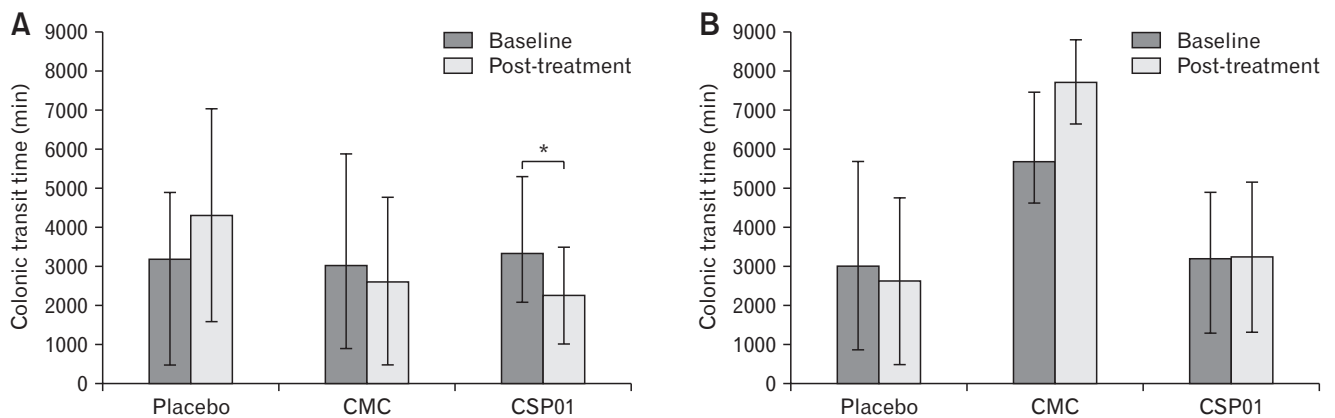 A
Colonic transit time (min)
9000
8000
7000
6000
5000
4000
3000
2000
1000
0
Baseline
Post-treatment
*
Placebo
CMC
CSP01
B
Colonic transit time (min)
9000
8000
7000
6000
5000
4000
3000
2000
1000
0
Baseline
Post-treatment
Placebo
CMC
CSP01